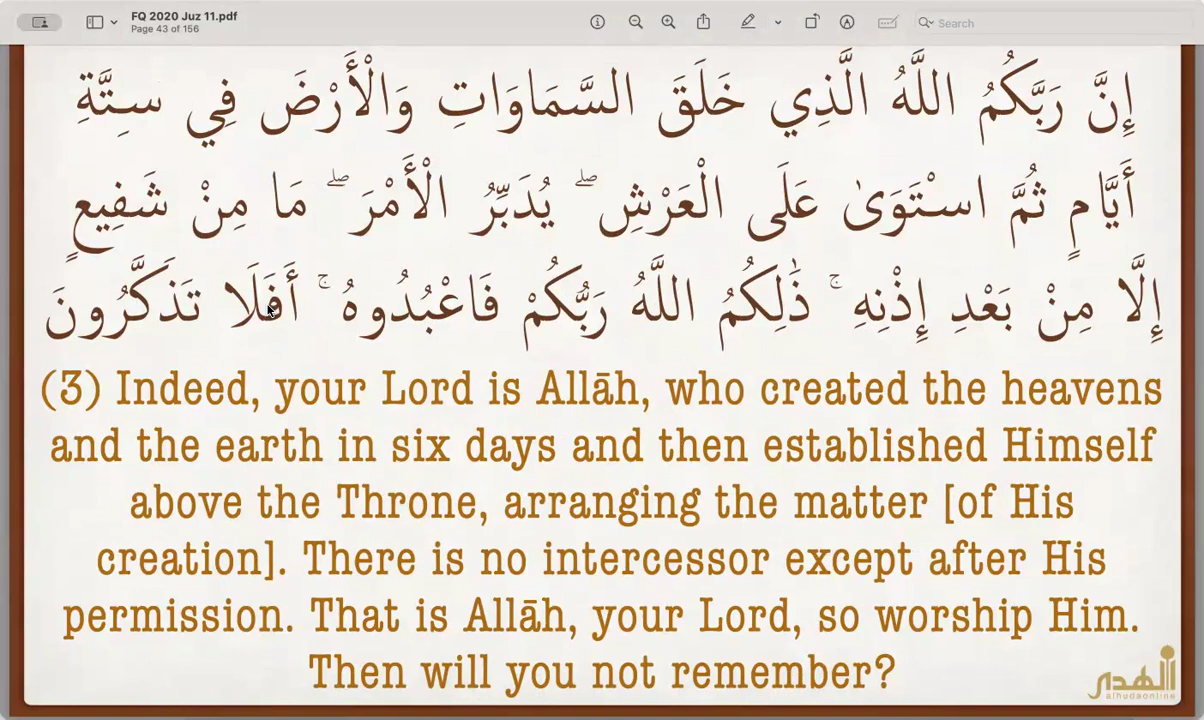 FQ 2020 Juz 11.pdf
Page 43 of 156
Search
إِنَّ رَبَّكُمُ اللَّهُ الَّذِي خَلَقَ السَّمَاوَاتِ وَالْأَرْضَ فِي سِتَّةِ
أَيَّامٍ ثُمَّ اسْتَوَىٰ عَلَى الْعَرْشِ ۖ يُدَبِّرُ الْأَمْرَ ۖ مَا مِنْ شَفِيعٍ
إِلَّا مِنْ بَعْدِ إِذْنِهِ ۚ ذَٰلِكُمُ اللَّهُ رَبُّكُمْ فَاعْبُدُوهُ ۚ أَفَلَا تَذَكَّرُونَ
(3) Indeed, your Lord is Allāh, who created the heavens
and the earth in six days and then established Himself
above the Throne, arranging the matter [of His
creation]. There is no intercessor except after His
permission. That is Allāh, your Lord, so worship Him.
Then will you not remember?
الهدى
alhudaonline